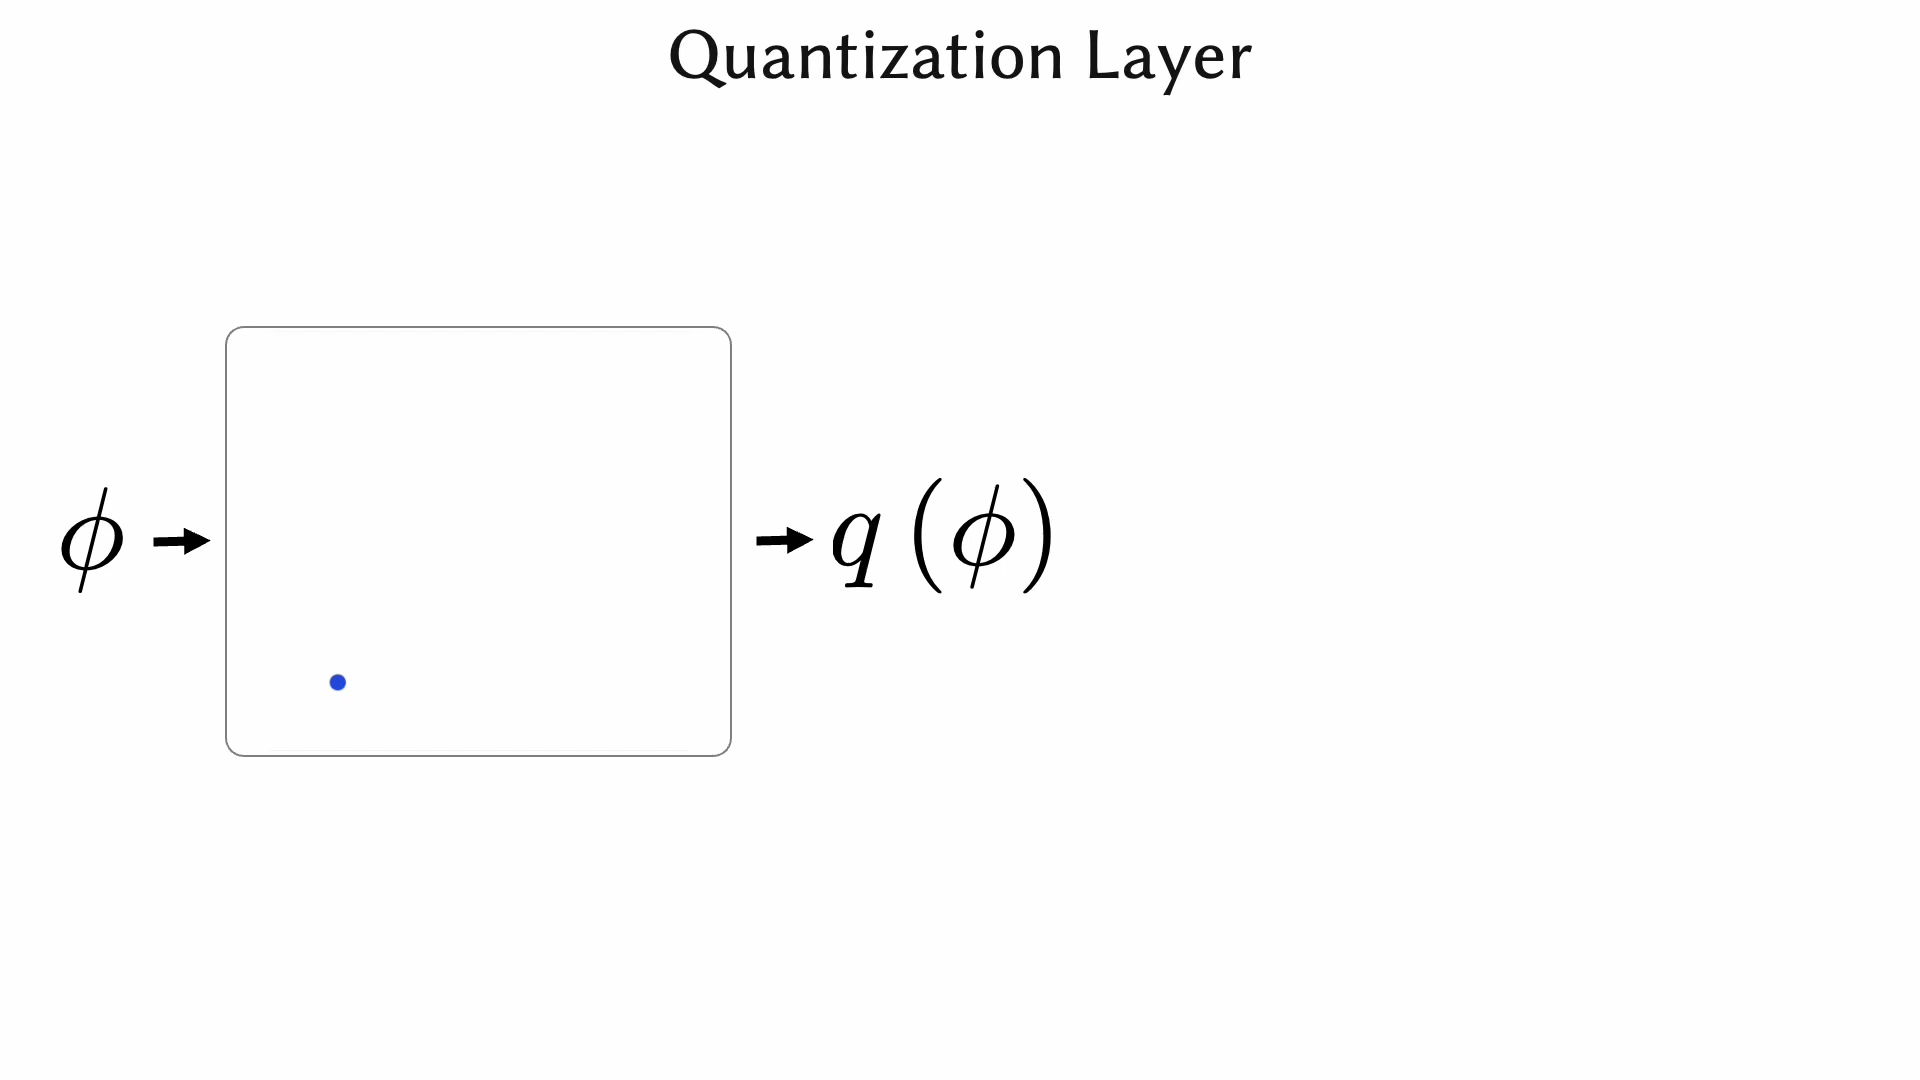 Quantization Layer
ϕ → → q (ϕ)